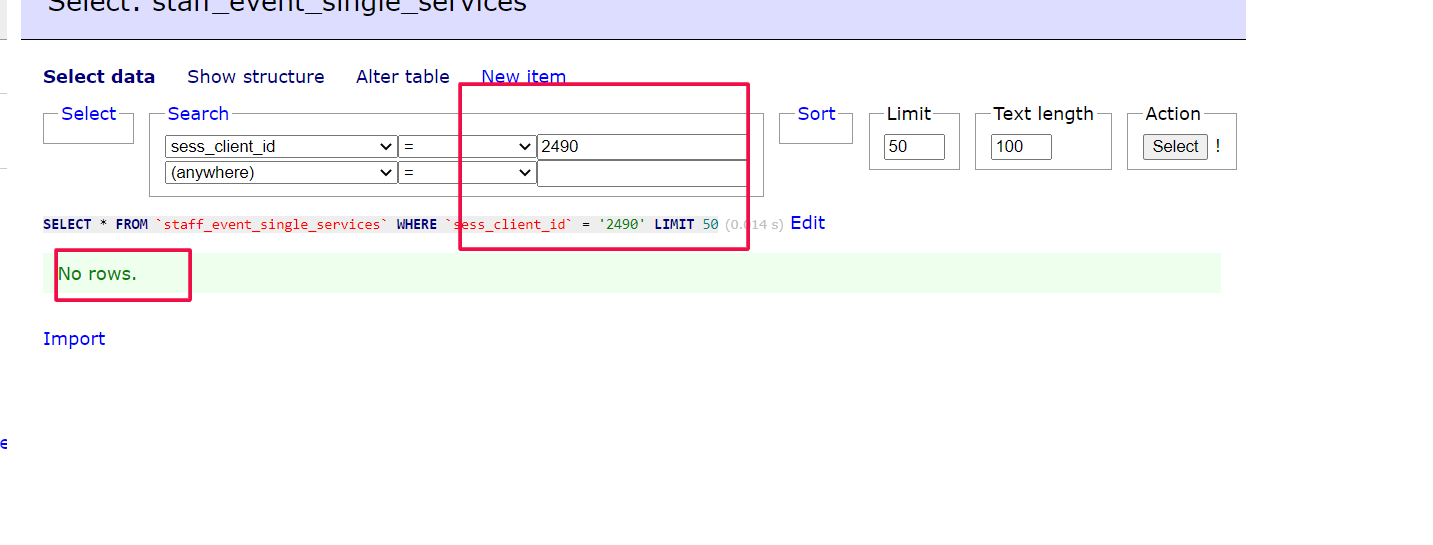 Select: staff_event_single_services
Select data Show structure Alter table New item
Select Search Sort Limit Text length Action
sess_client_id = 2490 50 100 Select !
(anywhere) =
SELECT * FROM `staff_event_single_services` WHERE `sess_client_id` = '2490' LIMIT 50 (0.014 s) Edit
No rows.
Import
e